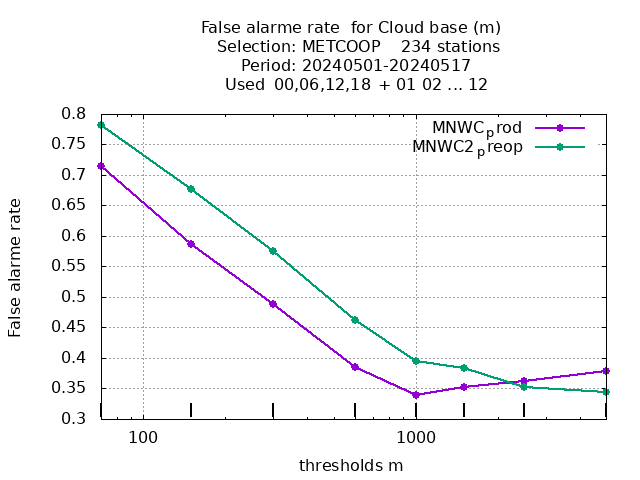 False alarme rate  for Cloud base (m)
Selection: METCOOP    234 stations
Period: 20240501-20240517
Used  00,06,12,18 + 01 02 ... 12
MNWC_prod
MNWC2_preop
False alarme rate
0.8
0.75
0.7
0.65
0.6
0.55
0.5
0.45
0.4
0.35
0.3
100
1000
thresholds m